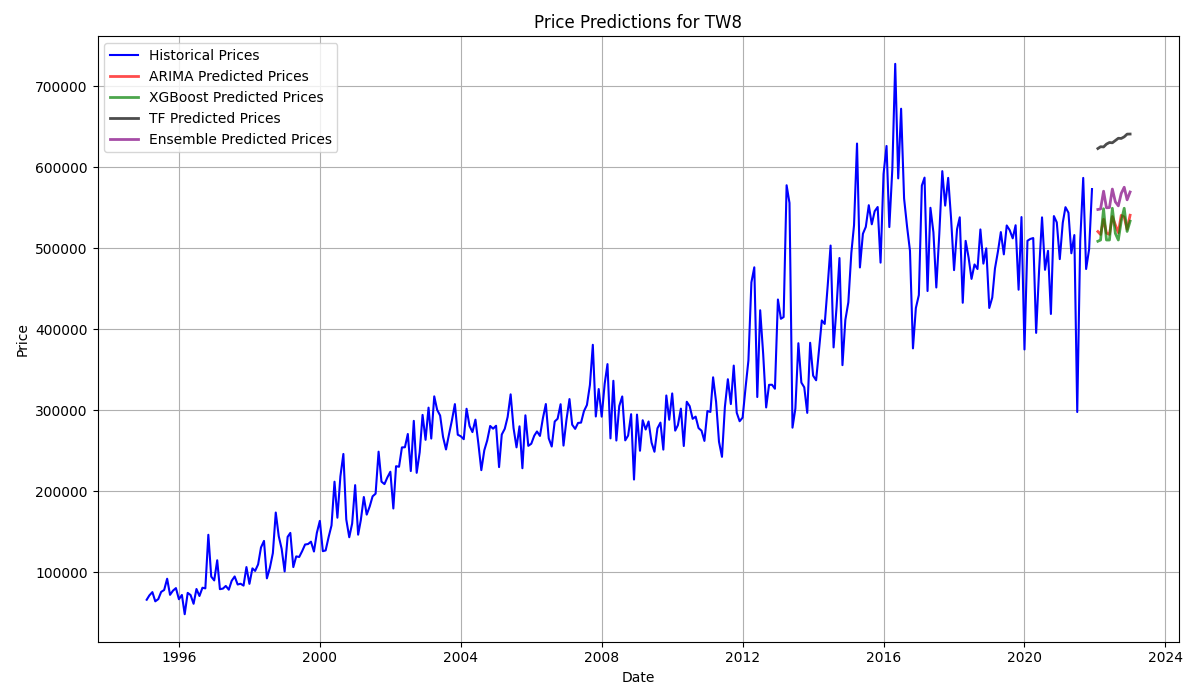 Price Predictions for TW8
Historical Prices
ARIMA Predicted Prices
XGBoost Predicted Prices
TF Predicted Prices
Ensemble Predicted Prices
700000
600000
500000
400000
300000
200000
100000
Price
1996
2000
2004
2008
2012
2016
2020
2024
Date